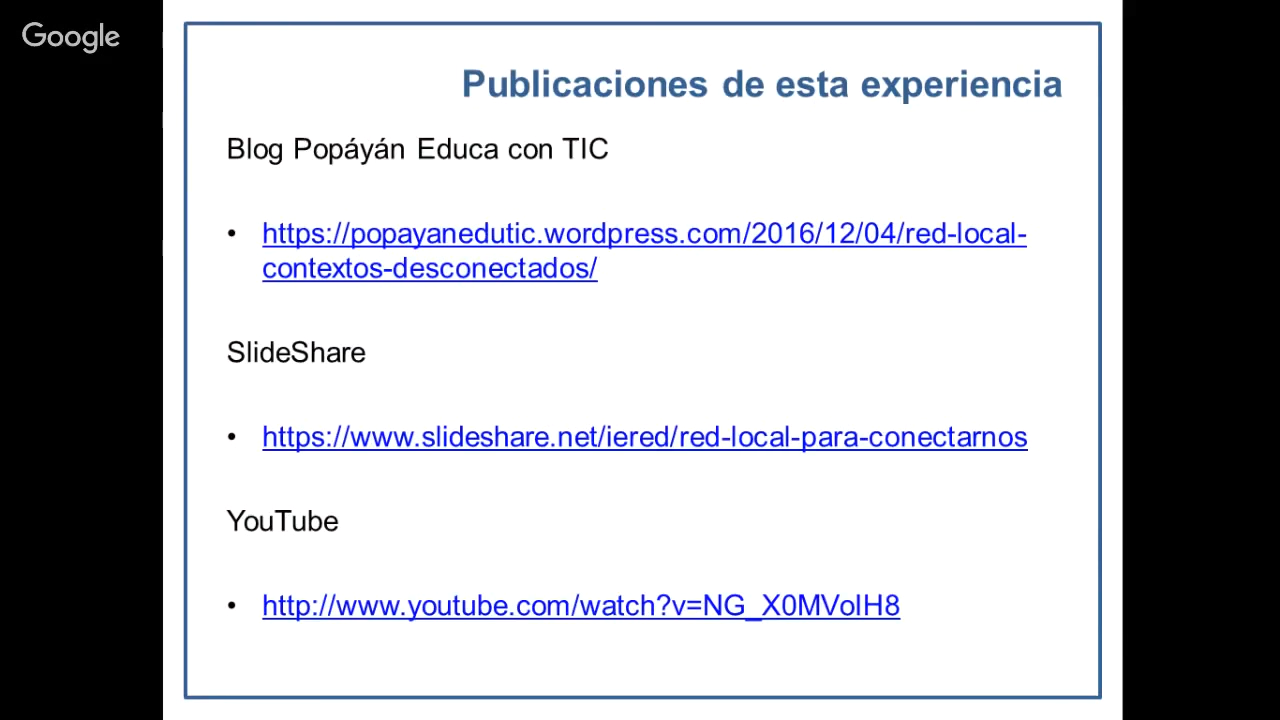 Google
Publicaciones de esta experiencia
Blog Popáyán Educa con TIC
• https://popayanedutic.wordpress.com/2016/12/04/red-local-
contextos-desconectados/
SlideShare
• https://www.slideshare.net/iered/red-local-para-conectarnos
YouTube
• http://www.youtube.com/watch?v=NG_X0MVoIH8